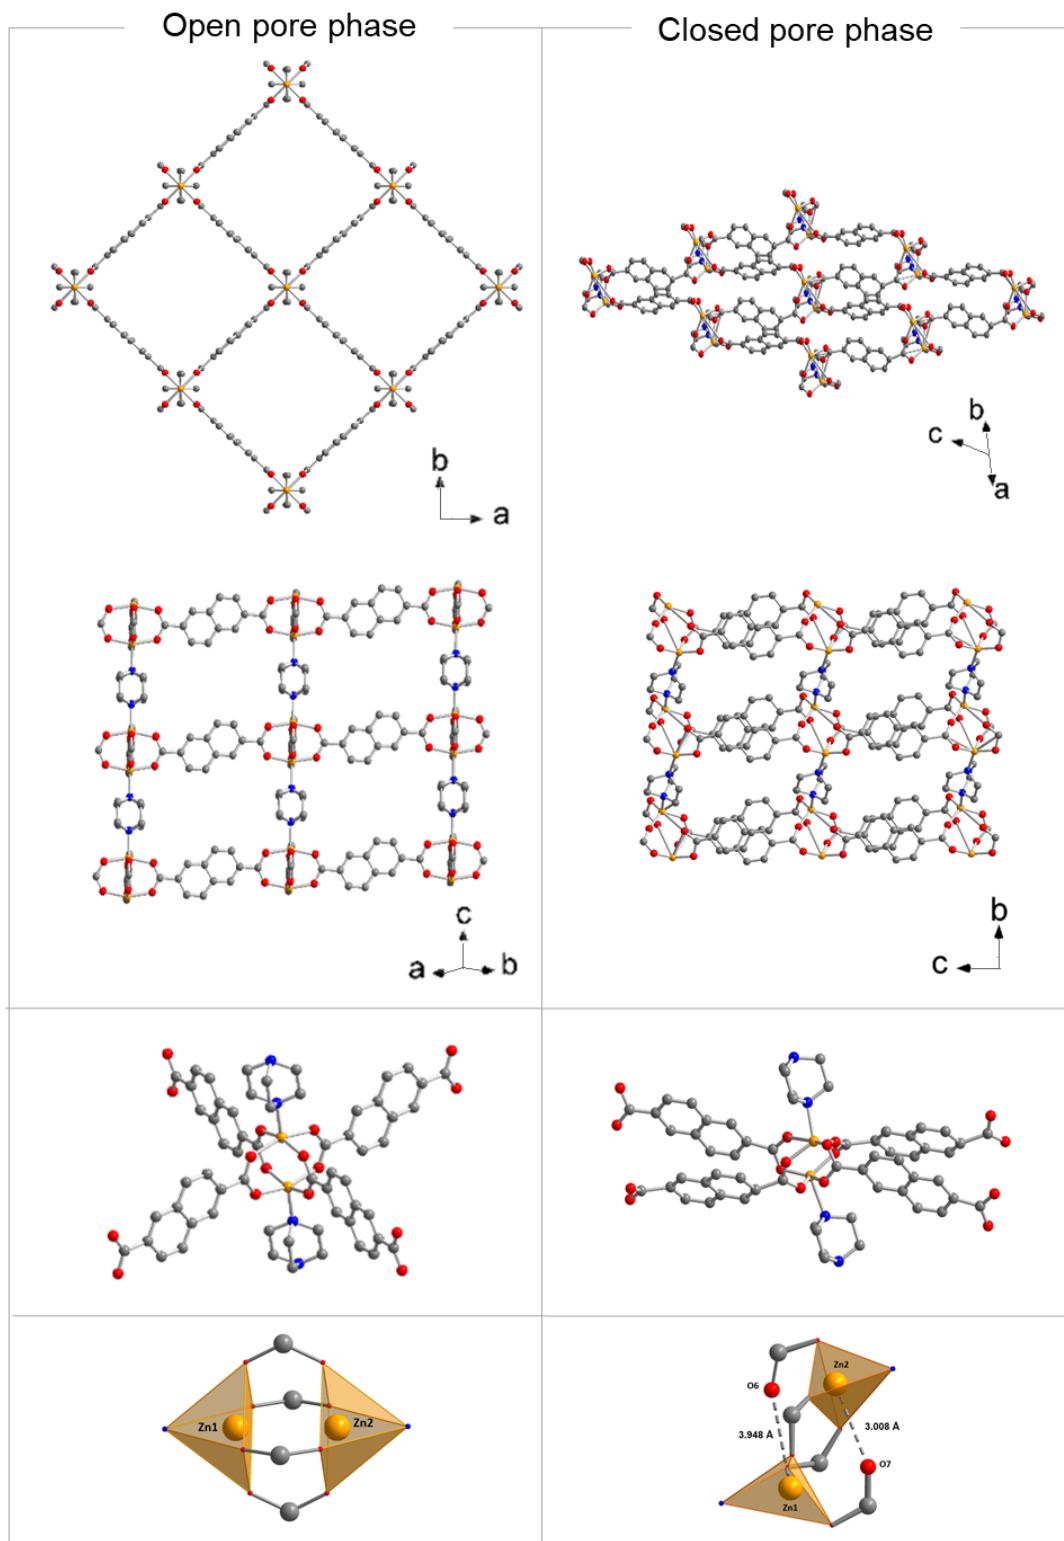 Open pore phase
Closed pore phase
b
a
b
c
a
c
a
b
b
c
Zn1
Zn2
Zn2
O6
3.948 Å
3.008 Å
O7
Zn1